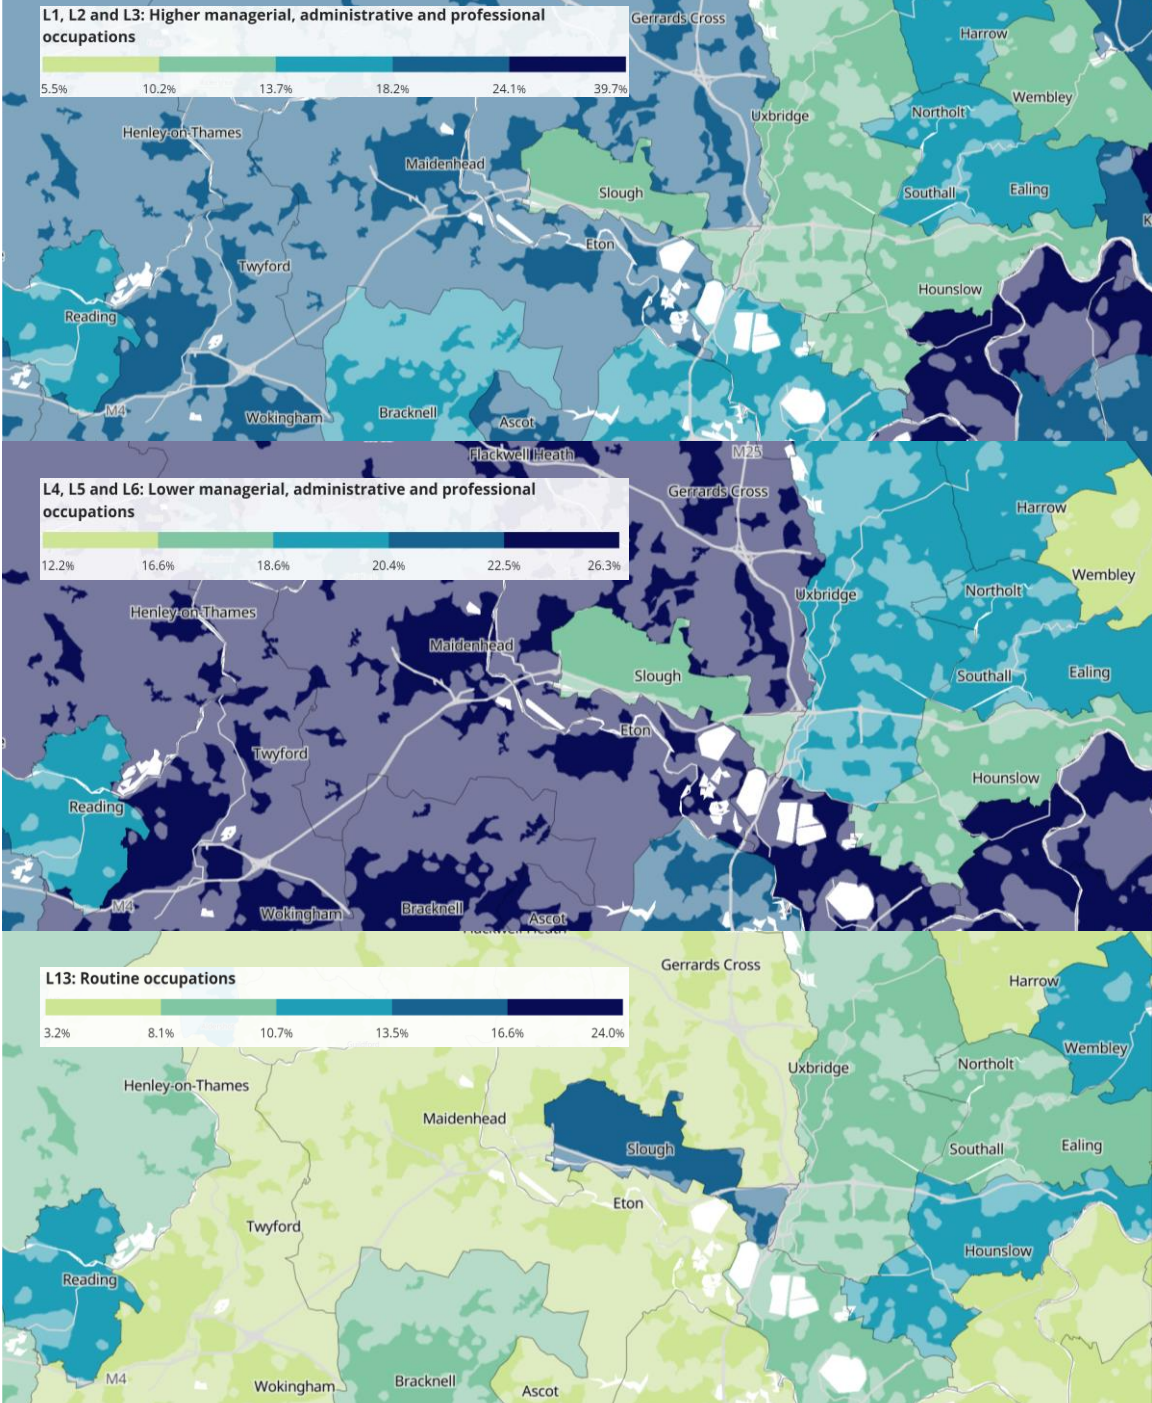 L1, L2 and L3: Higher managerial, administrative and professional
occupations
5.5% 10.2% 13.7% 18.2% 24.1% 39.7%
Gerrards Cross
Harrow
Wembley
Uxbridge
Northolt
Henley-on-Thames
Maidenhead
Slough
Southall
Ealing
K
Eton
Twyford
Hounslow
Reading
M4
Wokingham
Bracknell
Ascot
Flackwell Heath
M25
L4, L5 and L6: Lower managerial, administrative and professional
occupations
12.2% 16.6% 18.6% 20.4% 22.5% 26.3%
Gerrards Cross
Harrow
Wembley
Uxbridge
Northolt
Henley-on-Thames
Maidenhead
Slough
Southall
Ealing
Eton
Twyford
Hounslow
Reading
M4
Wokingham
Bracknell
Ascot
Flackwell Heath
L13: Routine occupations
3.2% 8.1% 10.7% 13.5% 16.6% 24.0%
Gerrards Cross
Harrow
Wembley
Uxbridge
Northolt
Henley-on-Thames
Maidenhead
Slough
Southall
Ealing
Eton
Twyford
Hounslow
Reading
M4
Wokingham
Bracknell
Ascot